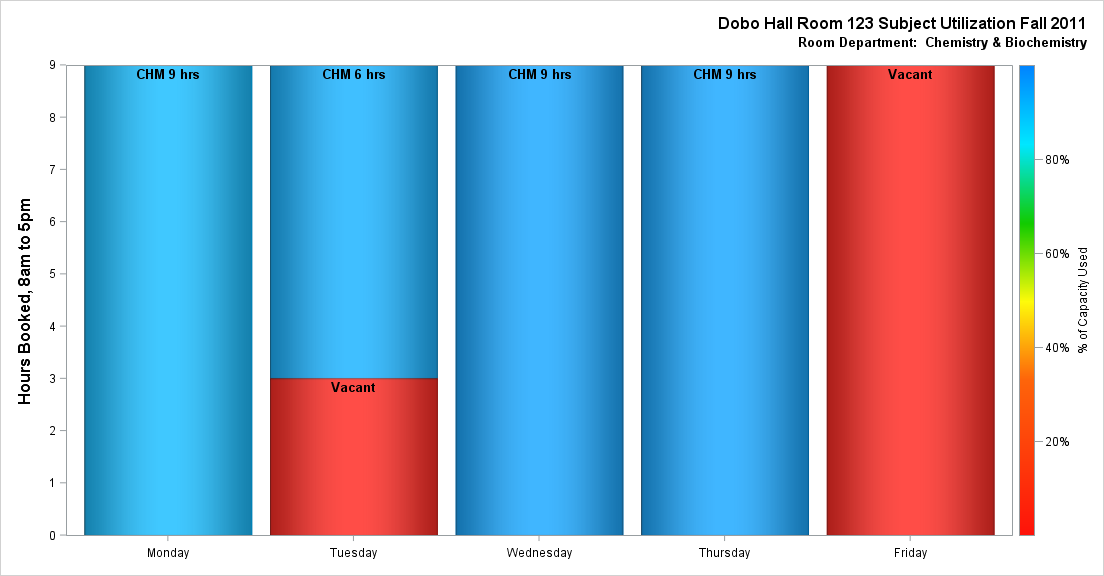 Dobo Hall Room 123 Subject Utilization Fall 2011
Room Department: Chemistry & Biochemistry
Hours Booked, 8am to 5pm
9
8
7
6
5
4
3
2
1
0
CHM 9 hrs
CHM 6 hrs
Vacant
CHM 9 hrs
CHM 9 hrs
Vacant
Monday
Tuesday
Wednesday
Thursday
Friday
80%
60%
40%
20%
% of Capacity Used